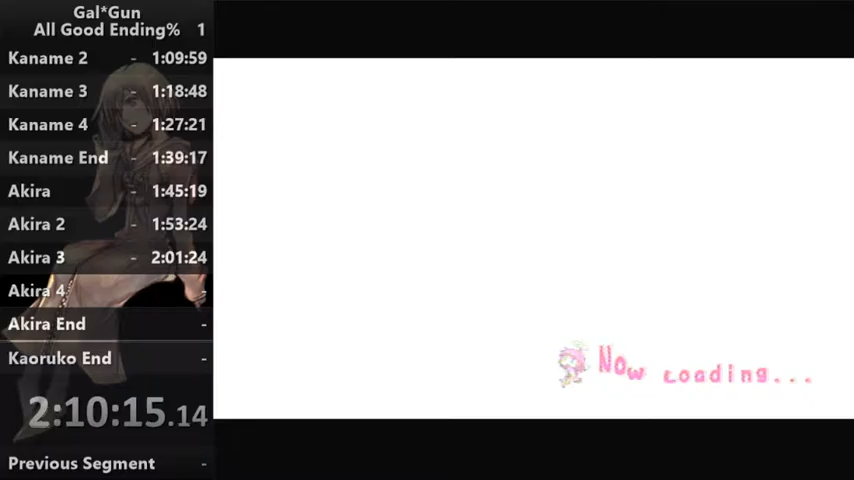 Gal*Gun
All Good Ending% 1
Kaname 2 - 1:09:59
Kaname 3 - 1:18:48
Kaname 4 - 1:27:21
Kaname End - 1:39:17
Akira - 1:45:19
Akira 2 - 1:53:24
Akira 3 - 2:01:24
Akira 4 -
Akira End -
Kaoruko End -
2:10:15.14
Previous Segment -
Now Loading...